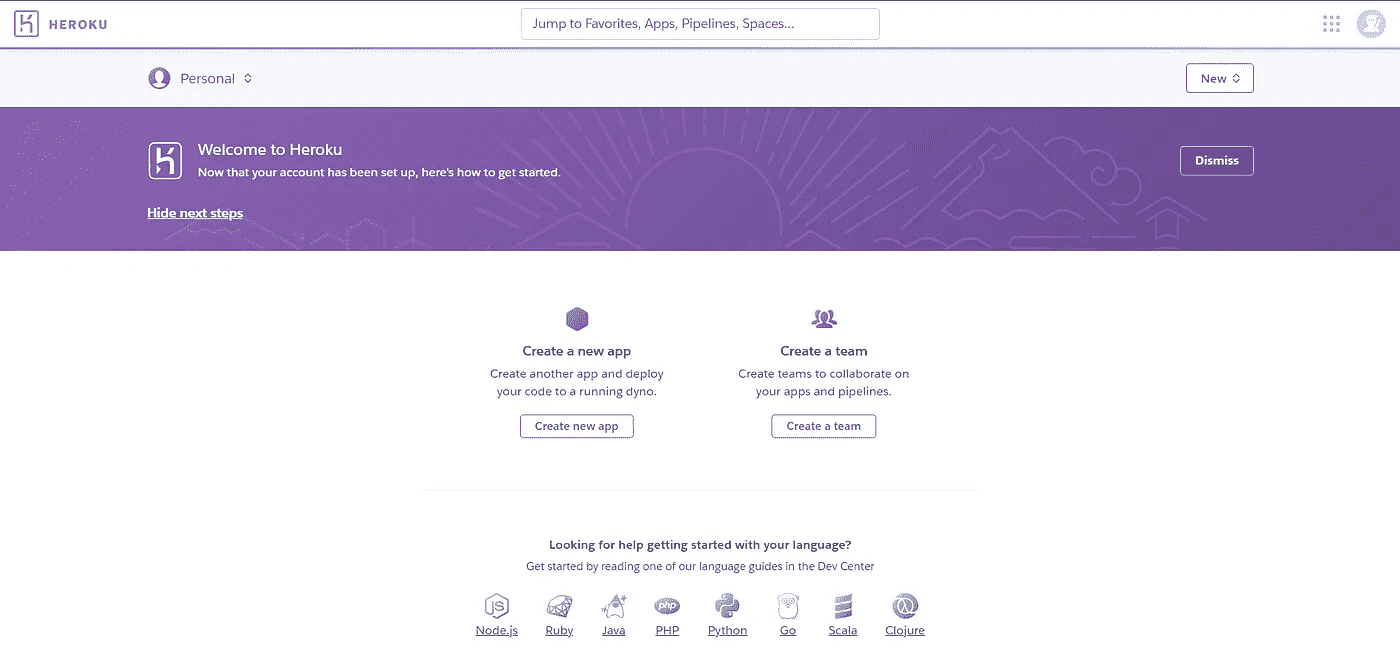 HEROKU
Jump to Favorites, Apps, Pipelines, Spaces...
Personal
New
Welcome to Heroku
Now that your account has been set up, here's how to get started.
Dismiss
Hide next steps
Create a new app
Create another app and deploy
your code to a running dyno.
Create new app
Create a team
Create teams to collaborate on
your apps and pipelines.
Create a team
Looking for help getting started with your language?
Get started by reading one of our language guides in the Dev Center
JS
php
Node.js Ruby Java PHP Python Go Scala Clojure